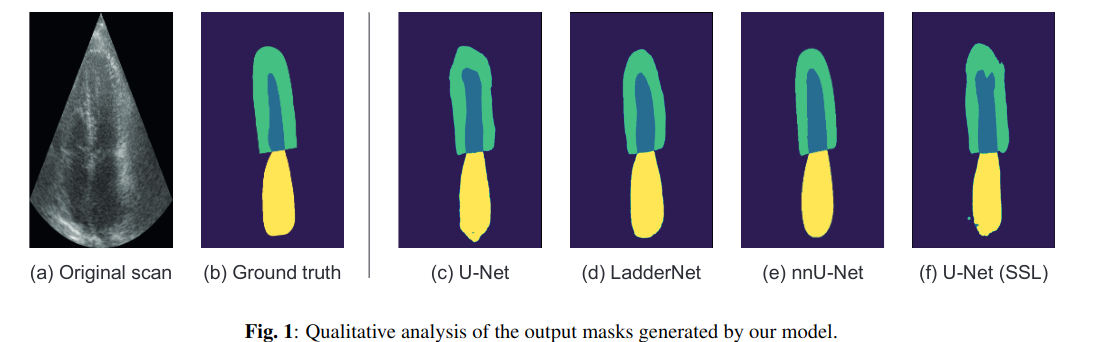 (a) Original scan (b) Ground truth (c) U-Net (d) LadderNet (e) nnU-Net (f) U-Net (SSL)
Fig. 1: Qualitative analysis of the output masks generated by our model.